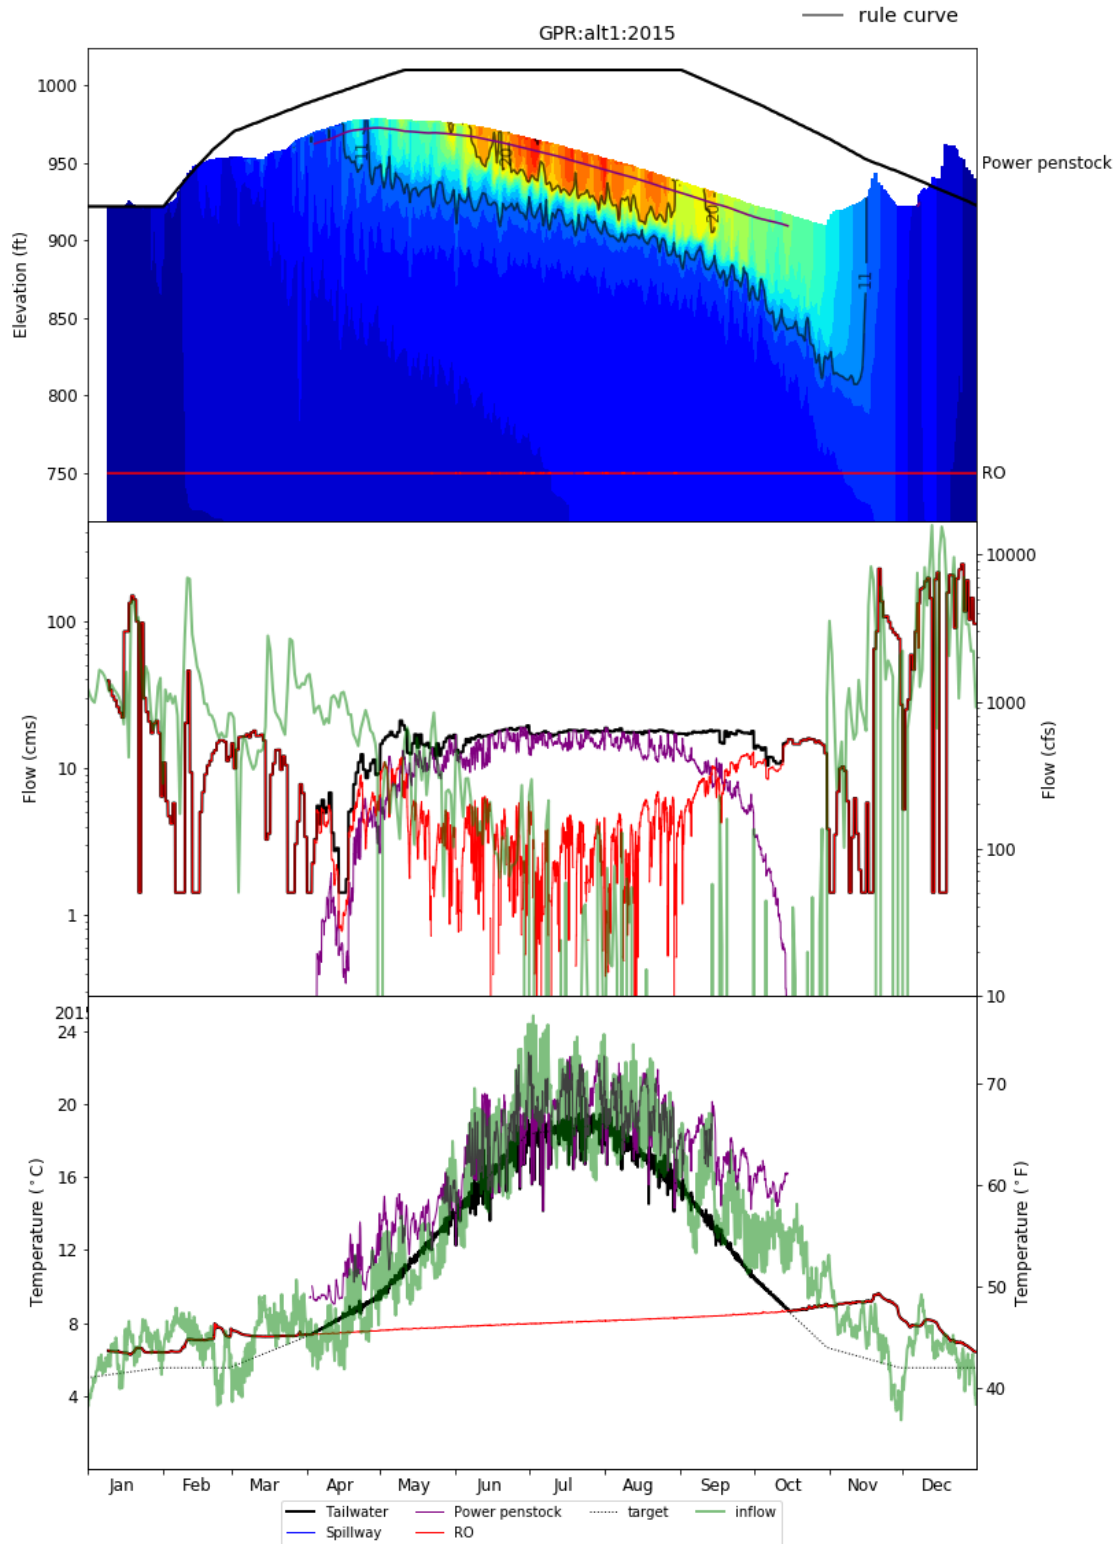 rule curve
GPR:alt1:2015
1000
950
900
850
800
750
Elevation (ft)
Power penstock
RO
11
20
20
11
100
10
1
Flow (cms)
10000
1000
100
10
Flow (cfs)
24
20
16
12
8
4
Temperature (°C)
70
60
50
40
Temperature (°F)
Jan Feb Mar Apr May Jun Jul Aug Sep Oct Nov Dec
Tailwater Power penstock target inflow
Spillway RO